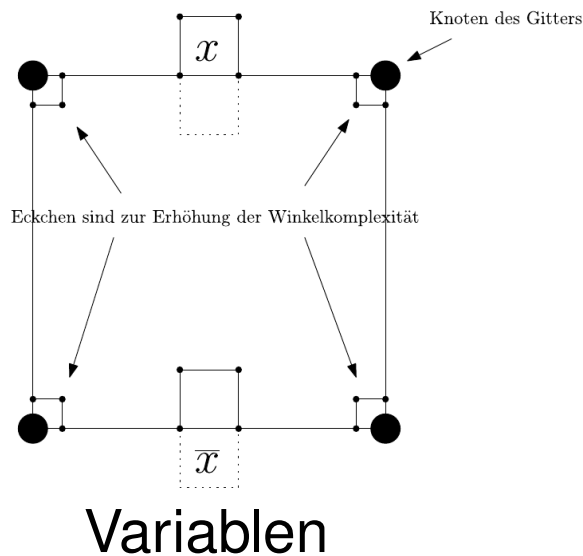 Knoten des Gitters
x
Eckchen sind zur Erhöhung der Winkelkomplexität
x̅
Variablen